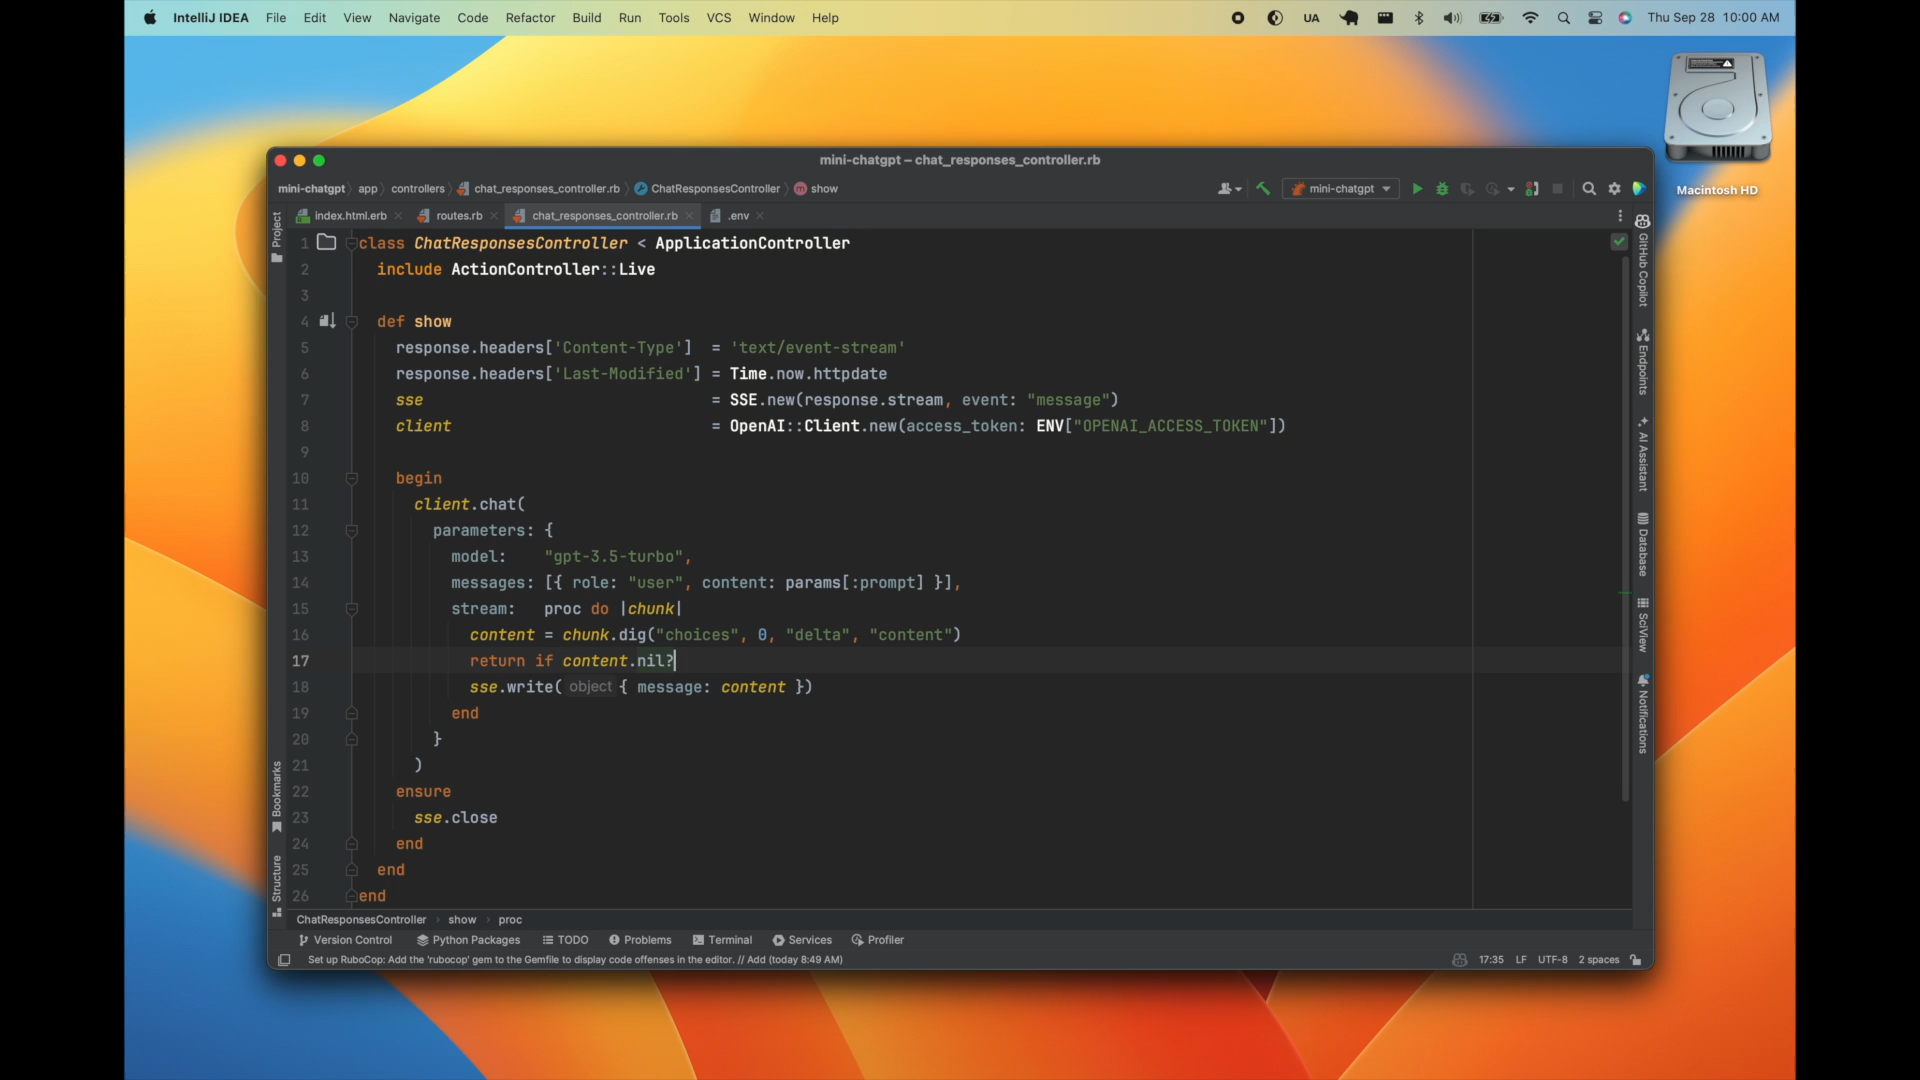 IntelliJ IDEA File Edit View Navigate Code Refactor Build Run Tools VCS Window Help UA Thu Sep 28 10:00 AM
Macintosh HD
mini-chatgpt – chat_responses_controller.rb
mini-chatgpt app controllers chat_responses_controller.rb ChatResponsesController show mini-chatgpt
index.html.erb routes.rb chat_responses_controller.rb .env
Project
Bookmarks
Structure
1 class ChatResponsesController < ApplicationController
2 include ActionController::Live
3
4 def show
5 response.headers['Content-Type'] = 'text/event-stream'
6 response.headers['Last-Modified'] = Time.now.httpdate
7 sse = SSE.new(response.stream, event: "message")
8 client = OpenAI::Client.new(access_token: ENV["OPENAI_ACCESS_TOKEN"])
9
10 begin
11 client.chat(
12 parameters: {
13 model: "gpt-3.5-turbo",
14 messages: [{ role: "user", content: params[:prompt] }],
15 stream: proc do |chunk|
16 content = chunk.dig("choices", 0, "delta", "content")
17 return if content.nil?
18 sse.write( object { message: content })
19 end
20 }
21 )
22 ensure
23 sse.close
24 end
25 end
26 end
GitHub Copilot
Endpoints
AI Assistant
Database
SciView
Notifications
ChatResponsesController show proc
Version Control Python Packages TODO Problems Terminal Services Profiler
Set up RuboCop: Add the 'rubocop' gem to the Gemfile to display code offenses in the editor. // Add (today 8:49 AM) 17:35 LF UTF-8 2 spaces